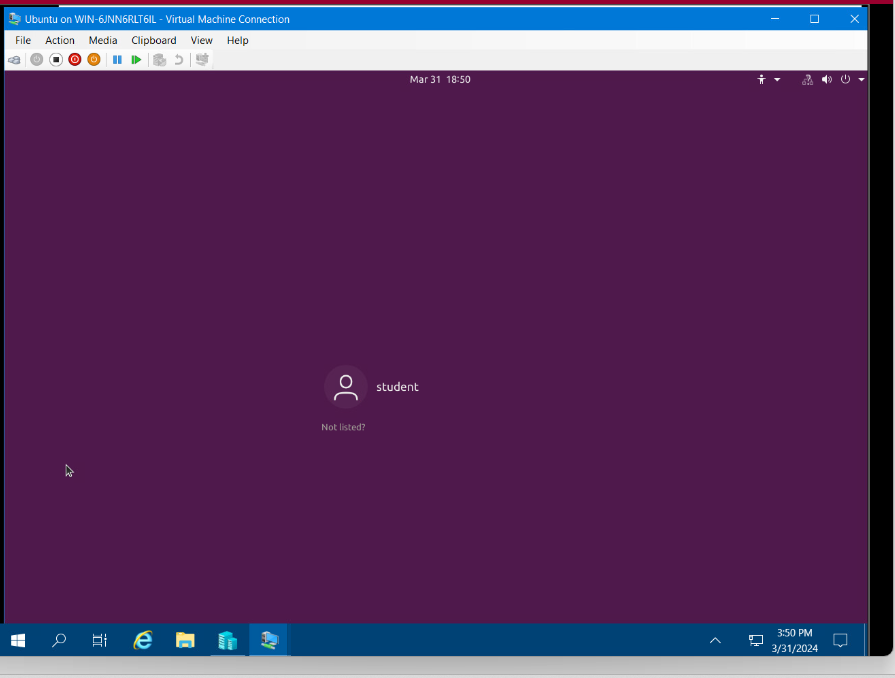 Ubuntu on WIN-6JNN6RLT6IL - Virtual Machine Connection
File Action Media Clipboard View Help
Mar 31 18:50
student
Not listed?
3:50 PM
3/31/2024